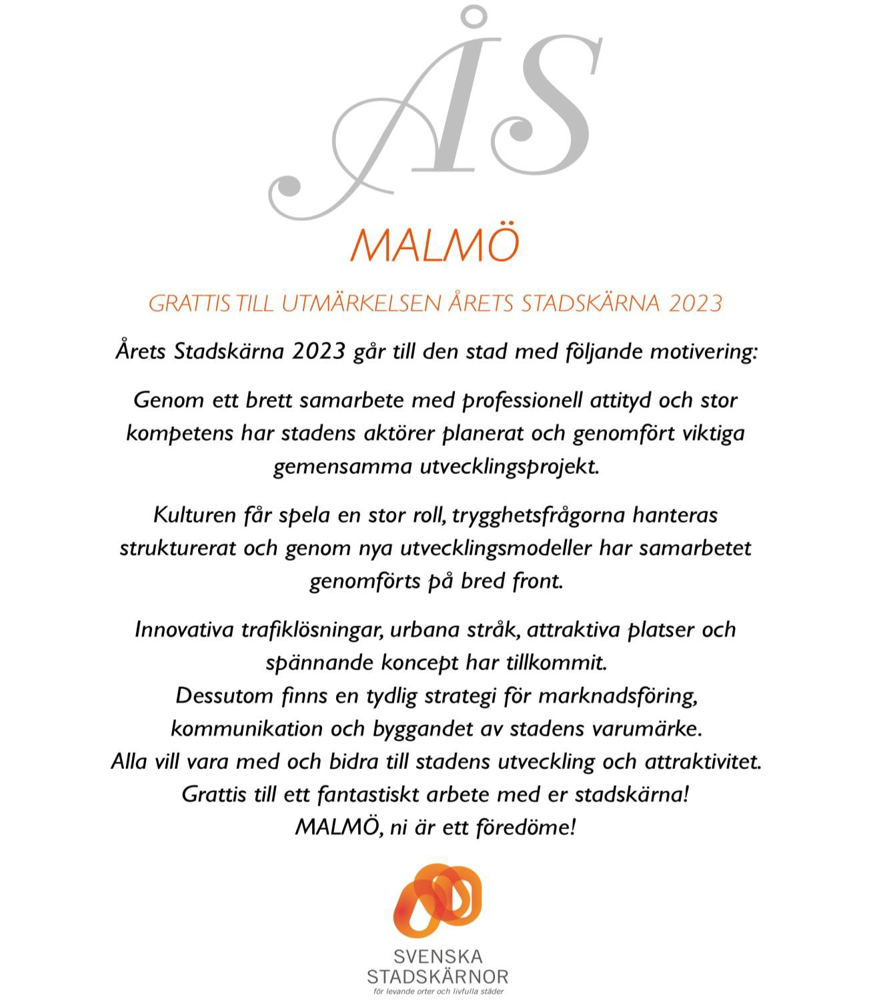 ÅS
MALMÖ
GRATTIS TILL UTMÄRKELSEN ÅRETS STADSKÄRNA 2023
Årets Stadskärna 2023 går till den stad med följande motivering:
Genom ett brett samarbete med professionell attityd och stor
kompetens har stadens aktörer planerat och genomfört viktiga
gemensamma utvecklingsprojekt.
Kulturen får spela en stor roll, trygghetsfrågorna hanteras
strukturerat och genom nya utvecklingsmodeller har samarbetet
genomförts på bred front.
Innovativa trafiklösningar, urbana stråk, attraktiva platser och
spännande koncept har tillkommit.
Dessutom finns en tydlig strategi för marknadsföring,
kommunikation och byggandet av stadens varumärke.
Alla vill vara med och bidra till stadens utveckling och attraktivitet.
Grattis till ett fantastiskt arbete med er stadskärna!
MALMÖ, ni är ett föredöme!
SVENSKA
STADSKÄRNOR
för levande orter och livfulla städer